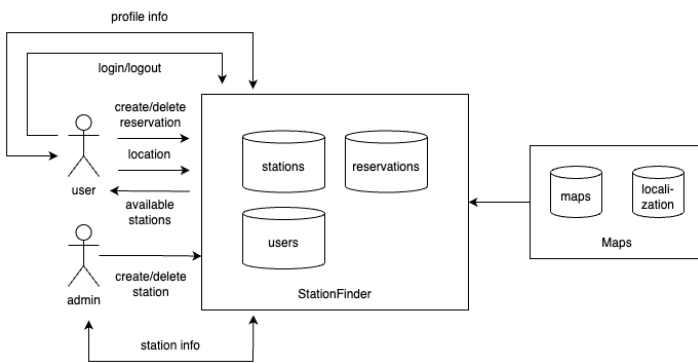 profile info
login/logout
create/delete
reservation
location
user
available
stations
admin
create/delete
station
station info
stations
reservations
users
StationFinder
maps
locali-
zation
Maps